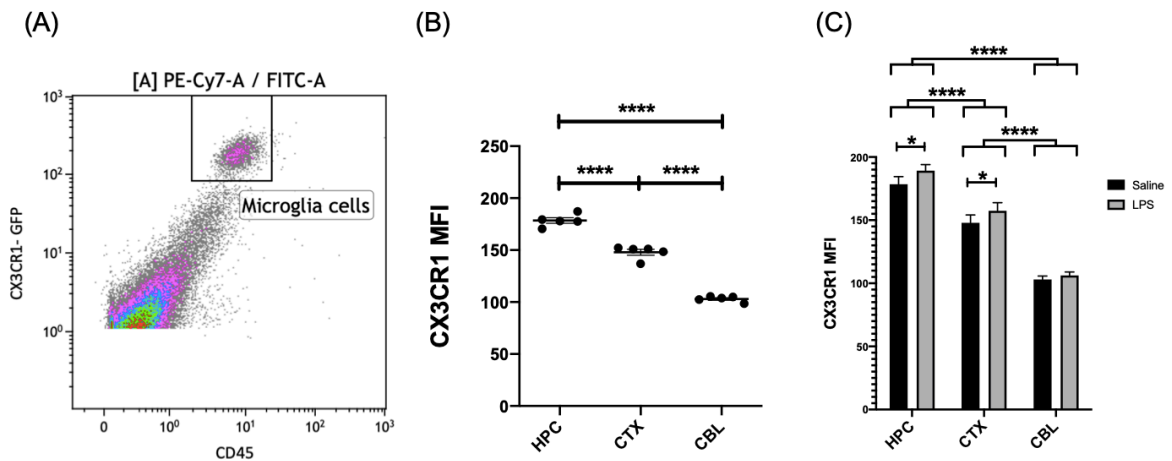 (A)
[A] PE-Cy7-A / FITC-A
10³
10²
10¹
10⁰
CX3CR1- GFP
Microglia cells
0 10⁰ 10¹ 10² 10³
CD45
(B)
****
**** ****
250
200
150
100
50
0
CX3CR1 MFI
HPC CTX CBL
(C)
****
****
****
*
*
200
150
100
50
0
CX3CR1 MFI
HPC CTX CBL
Saline
LPS